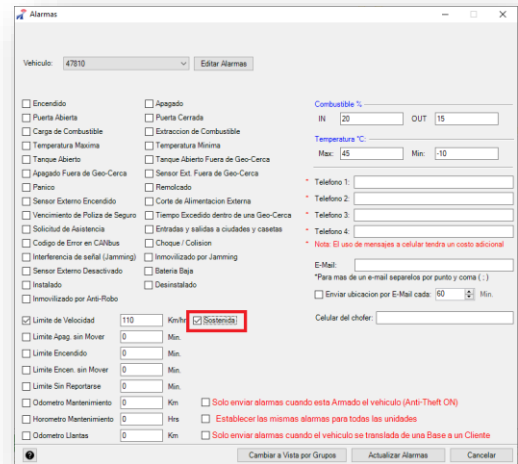 Alarmas
Vehiculo: 47810 Editar Alarmas
Encendido Apagado
Puerta Abierta Puerta Cerrada
Carga de Combustible Extraccion de Combustible
Temperatura Maxima Temperatura Minima
Tanque Abierto Tanque Abierto Fuera de Geo-Cerca
Apagado Fuera de Geo-Cerca Sensor Ext. Fuera de Geo-Cerca
Panico Remolcado
Sensor Externo Encendido Corte de Alimentacion Externa
Vencimiento de Poliza de Seguro Tiempo Excedido dentro de una Geo-Cerca
Solicitud de Asistencia Entradas y salidas a ciudades y casetas
Codigo de Error en CANbus Choque / Colision
Interferencia de señal (Jamming) Inmovilizado por Jamming
Sensor Externo Desactivado Bateria Baja
Instalado Desinstalado
Inmovilizado por Anti-Robo
Combustible %
IN 20 OUT 15
Temperatura °C:
Max: 45 Min: -10
* Telefono 1:
* Telefono 2:
* Telefono 3:
* Telefono 4:
* Nota: El uso de mensajes a celular tendra un costo adicional
E-Mail:
*Para mas de un e-mail separelos por punto y coma ( ; )
Enviar ubicacion por E-Mail cada: 60 Min.
Celular del chofer:
Limite de Velocidad 110 Km/hr Sostenida
Limite Apag. sin Mover 0 Min.
Limite Encendido 0 Min.
Limite Encen. sin Mover 0 Min.
Limite Sin Reportarse 0 Min.
Odometro Mantenimiento 0 Km Solo enviar alarmas cuando esta Armado el vehiculo (Anti-Theft ON)
Horometro Mantenimiento 0 Hrs Establecer las mismas alarmas para todas las unidades
Odometro Llantas 0 Km Solo enviar alarmas cuando el vehiculo se translada de una Base a un Cliente
? Cambiar a Vista por Grupos Actualizar Alarmas Cancelar